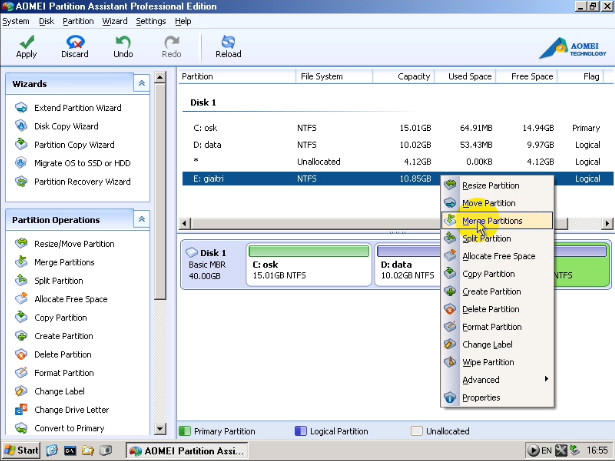 AOMEI Partition Assistant Professional Edition
System Disk Partition Wizard Settings Help
Apply Discard Undo Redo Reload
AOMEI
TECHNOLOGY
Wizards
Extend Partition Wizard
Disk Copy Wizard
Partition Copy Wizard
Migrate OS to SSD or HDD
Partition Recovery Wizard
Partition Operations
Resize/Move Partition
Merge Partitions
Split Partition
Allocate Free Space
Copy Partition
Create Partition
Delete Partition
Format Partition
Change Label
Change Drive Letter
Convert to Primary
Partition File System Capacity Used Space Free Space Flag
Disk 1
C: osk NTFS 15.01GB 64.91MB 14.94GB Primary
D: data NTFS 10.02GB 53.43MB 9.97GB Logical
* Unallocated 4.12GB 0.00KB 4.12GB Logical
E: giaitri NTFS 10.85GB Logical
Resize Partition
Move Partition
Merge Partitions
Split Partition
Allocate Free Space
Copy Partition
Create Partition
Delete Partition
Format Partition
Change Label
Wipe Partition
Advanced
Properties
Disk 1
Basic MBR
40.00GB
C: osk
15.01GB NTFS
D: data
10.02GB NTFS
NTFS
Primary Partition Logical Partition Unallocated
Start AOMEI Partition Assi... EN 16:55